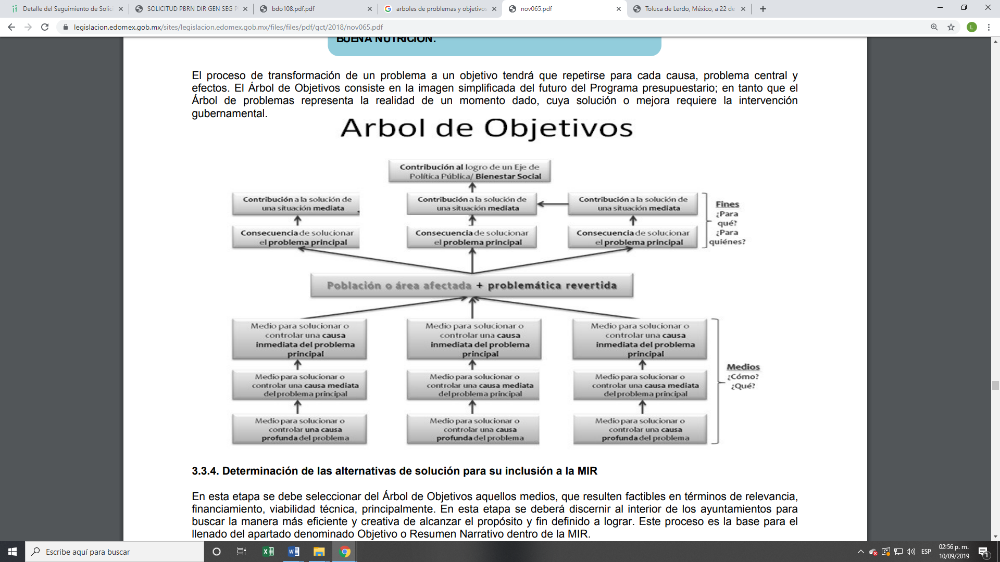 Detalle del Seguimiento de Solici
SOLICITUD PBRN DIR GEN SEG P
bdo108.pdf.pdf
arboles de problemas y objetivos
nov065.pdf
Toluca de Lerdo, México, a 22 de
legislacion.edomex.gob.mx/sites/legislacion.edomex.gob.mx/files/files/pdf/gct/2018/nov065.pdf
L
BUENA NUTRICIÓN.
El proceso de transformación de un problema a un objetivo tendrá que repetirse para cada causa, problema central y
efectos. El Árbol de Objetivos consiste en la imagen simplificada del futuro del Programa presupuestario; en tanto que el
Árbol de problemas representa la realidad de un momento dado, cuya solución o mejora requiere la intervención
gubernamental.
Arbol de Objetivos
Contribución al logro de un Eje de
Política Pública/ Bienestar Social
Contribución a la solución de
una situación mediata
Contribución a la solución de
una situación mediata
Contribución a la solución de
una situación mediata
Fines
¿Para
qué?
¿Para
quiénes?
Consecuencia de solucionar
el problema principal
Consecuencia de solucionar
el problema principal
Consecuencia de solucionar
el problema principal
Población o área afectada + problemática revertida
Medio para solucionar o
controlar una causa
inmediata del problema
principal
Medio para solucionar o
controlar una causa
inmediata del problema
principal
Medio para solucionar o
controlar una causa
inmediata del problema
principal
Medio para solucionar o
controlar una causa mediata
del problema principal
Medio para solucionar o
controlar una causa mediata
del problema principal
Medio para solucionar o
controlar una causa mediata
del problema principal
Medios
¿Cómo?
¿Qué?
Medio para solucionar o
controlar una causa
profunda del problema
Medio para solucionar o
controlar una causa
profunda del problema
Medio para solucionar o
controlar una causa
profunda del problema
3.3.4. Determinación de las alternativas de solución para su inclusión a la MIR
En esta etapa se debe seleccionar del Árbol de Objetivos aquellos medios, que resulten factibles en términos de relevancia,
financiamiento, viabilidad técnica, principalmente. En esta etapa se deberá discernir al interior de los ayuntamientos para
buscar la manera más eficiente y creativa de alcanzar el propósito y fin definido a lograr. Este proceso es la base para el
llenado del apartado denominado Objetivo o Resumen Narrativo dentro de la MIR.
Escribe aquí para buscar
ESP
02:56 p. m.
10/09/2019
1